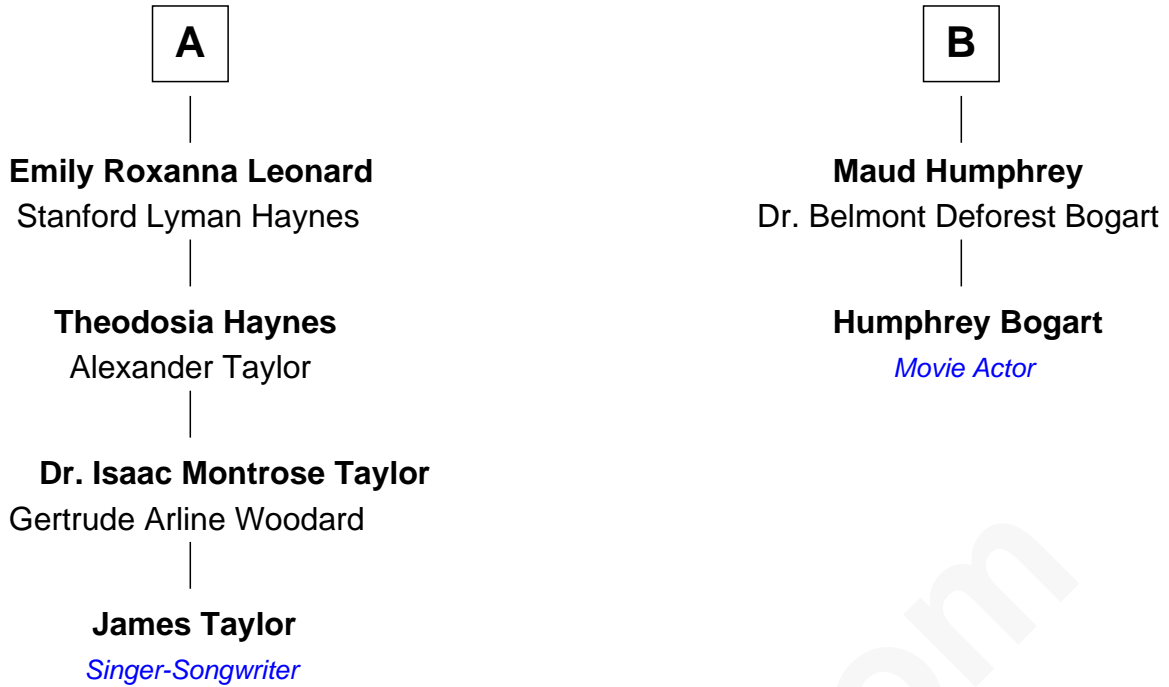 A
Emily Roxanna Leonard
Stanford Lyman Haynes
Theodosia Haynes
Alexander Taylor
Dr. Isaac Montrose Taylor
Gertrude Arline Woodard
James Taylor
Singer-Songwriter
B
Maud Humphrey
Dr. Belmont Deforest Bogart
Humphrey Bogart
Movie Actor
om